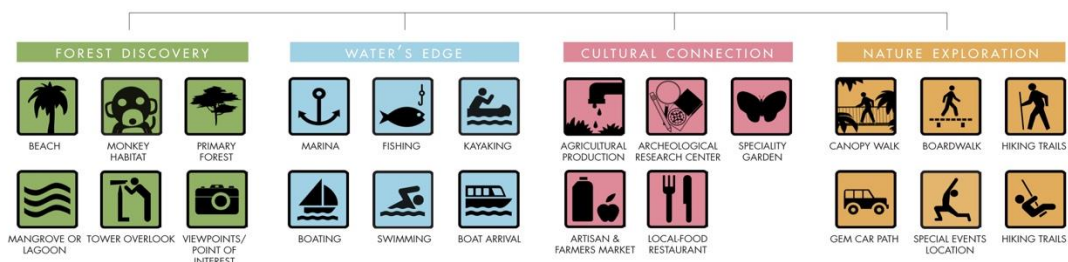 FOREST DISCOVERY
BEACH
MONKEY
HABITAT
PRIMARY
FOREST
MANGROVE OR
LAGOON
TOWER OVERLOOK
VIEWPOINTS/
POINT OF
INTEREST
WATER'S EDGE
MARINA
FISHING
KAYAKING
BOATING
SWIMMING
BOAT ARRIVAL
CULTURAL CONNECTION
AGRICULTURAL
PRODUCTION
ARCHEOLOGICAL
RESEARCH CENTER
SPECIALITY
GARDEN
ARTISAN &
FARMERS MARKET
LOCAL-FOOD
RESTAURANT
NATURE EXPLORATION
CANOPY WALK
BOARDWALK
HIKING TRAILS
GEM CAR PATH
SPECIAL EVENTS
LOCATION
HIKING TRAILS